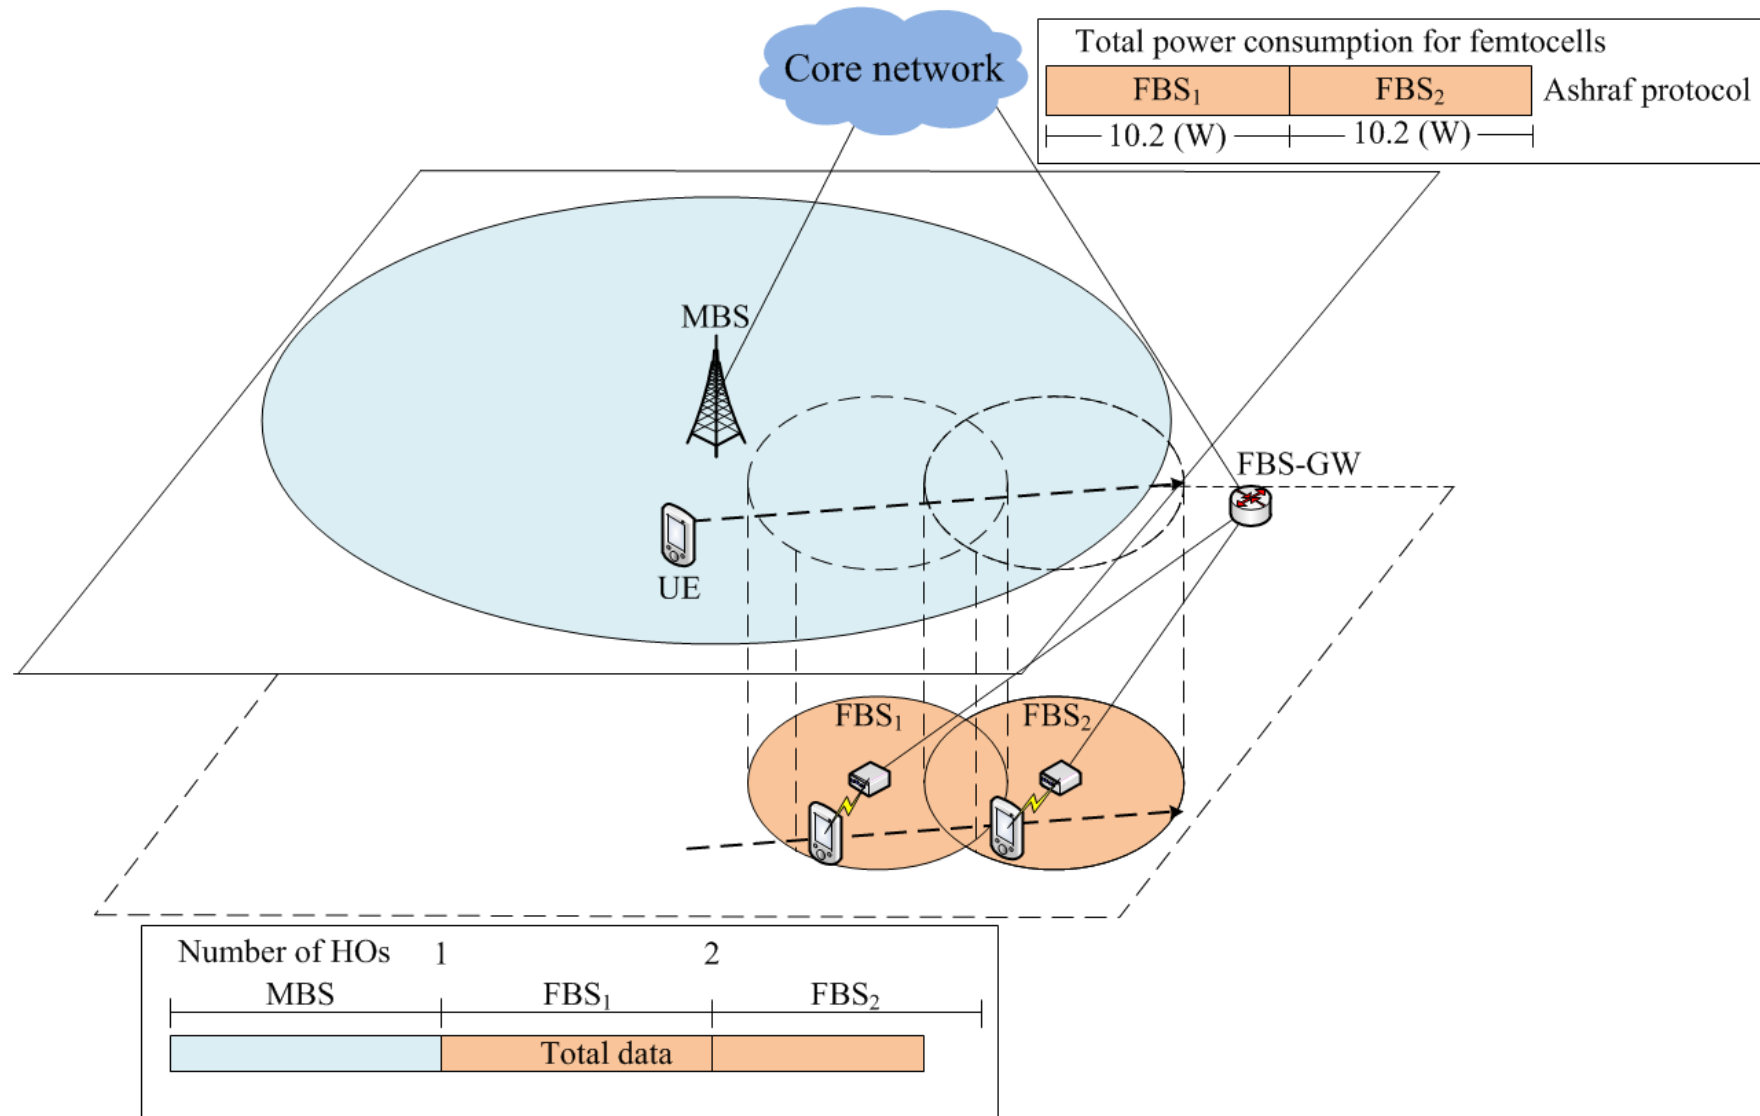 Core network
Total power consumption for femtocells
FBS₁ FBS₂ Ashraf protocol
10.2 (W) 10.2 (W)
MBS
FBS-GW
UE
FBS₁ FBS₂
Number of HOs 1 2
MBS FBS₁ FBS₂
Total data